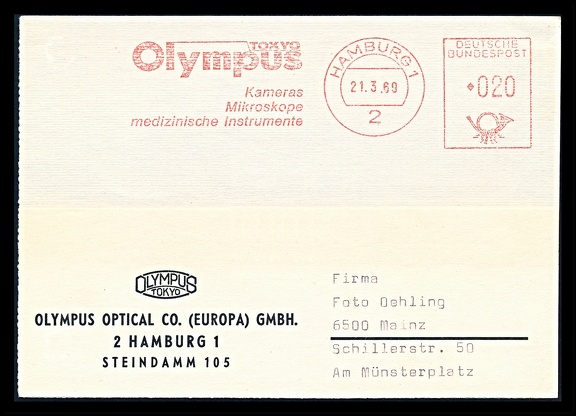 TOKYO
Olympus
Kameras
Mikroskope
medizinische Instrumente
HAMBURG 1
21.3.69
2
DEUTSCHE
BUNDESPOST
020
OLYMPUS
TOKYO
OLYMPUS OPTICAL CO. (EUROPA) GMBH.
2 HAMBURG 1
STEINDAMM 105
Firma
Foto Oehling
6500 Mainz
Schillerstr. 50
Am Münsterplatz